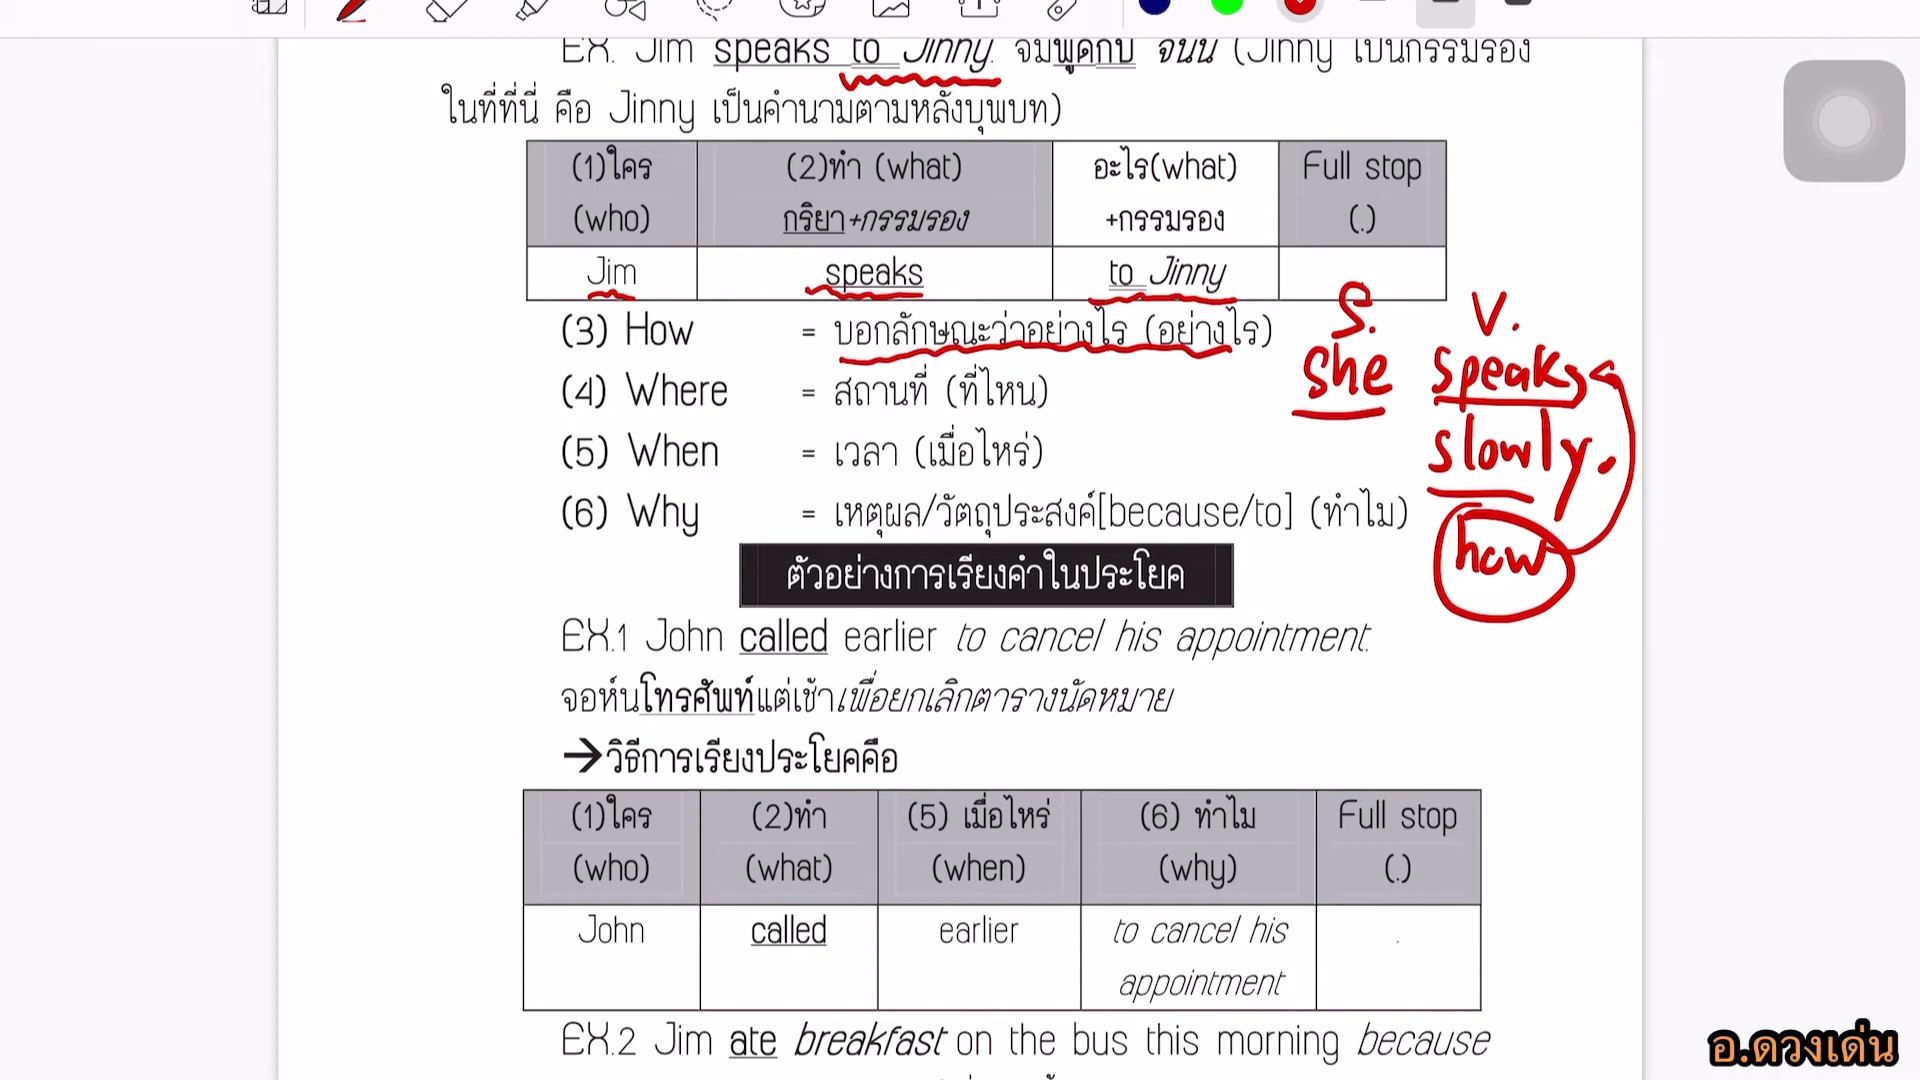 EX. Jim speaks to Jinny. จิมพูดกับ จินนี่ (Jinny เป็นกรรมรอง
ในที่ที่นี่ คือ Jinny เป็นคำนามตามหลังบุพบท)
(1)ใคร (2)ทำ (what) อะไร(what) Full stop
(who) กริยา+กรรมรอง +กรรมรอง (.)
Jim speaks to Jinny
(3) How = บอกลักษณะว่าอย่างไร (อย่างไร)
S. V.
she speaks
slowly.
how
(4) Where = สถานที่ (ที่ไหน)
(5) When = เวลา (เมื่อไหร่)
(6) Why = เหตุผล/วัตถุประสงค์[because/to] (ทำไม)
ตัวอย่างการเรียงคำในประโยค
EX.1 John called earlier to cancel his appointment.
จอห์นโทรศัพท์แต่เช้าเพื่อยกเลิกตารางนัดหมาย
→วิธีการเรียงประโยคคือ
(1)ใคร (2)ทำ (5) เมื่อไหร่ (6) ทำไม Full stop
(who) (what) (when) (why) (.)
John called earlier to cancel his .
appointment
EX.2 Jim ate breakfast on the bus this morning because
อ.ดวงเด่น